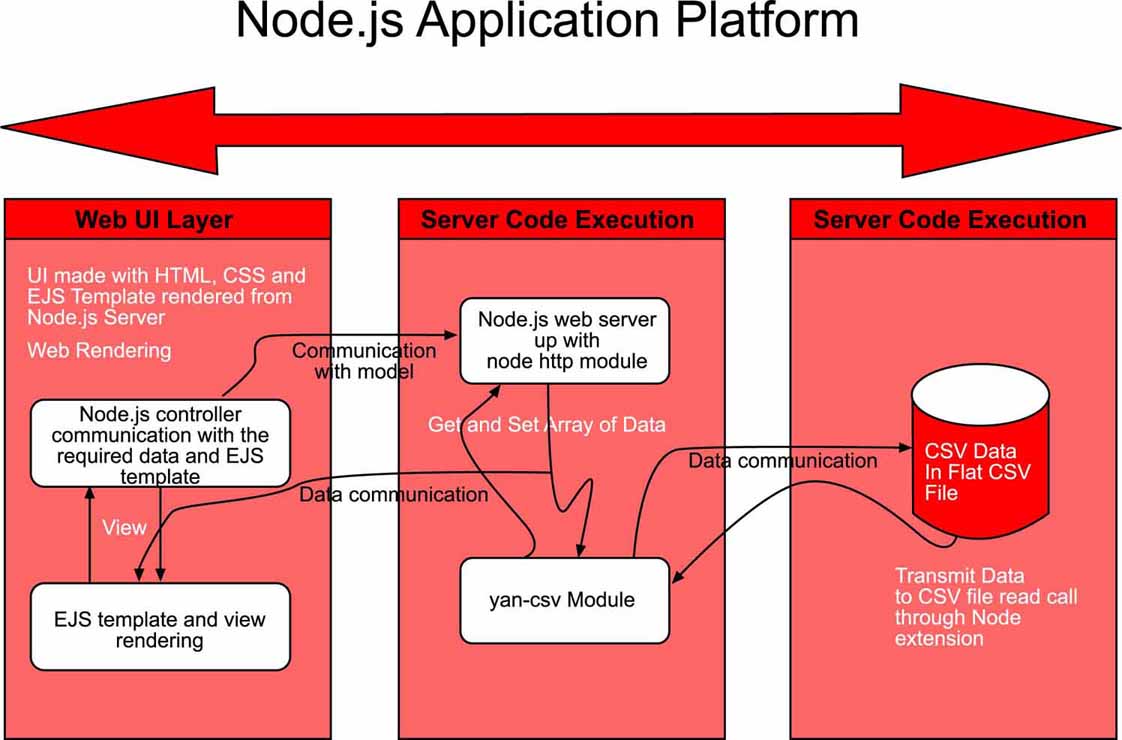 Node.js Application Platform
Web UI Layer
UI made with HTML, CSS and
EJS Template rendered from
Node.js Server
Web Rendering
Node.js controller
communication with the
required data and EJS
template
View
EJS template and view
rendering
Communication
with model
Data communication
Server Code Execution
Node.js web server
up with
node http module
Get and Set Array of Data
yan-csv Module
Data communication
Server Code Execution
CSV Data
In Flat CSV
File
Transmit Data
to CSV file read call
through Node
extension